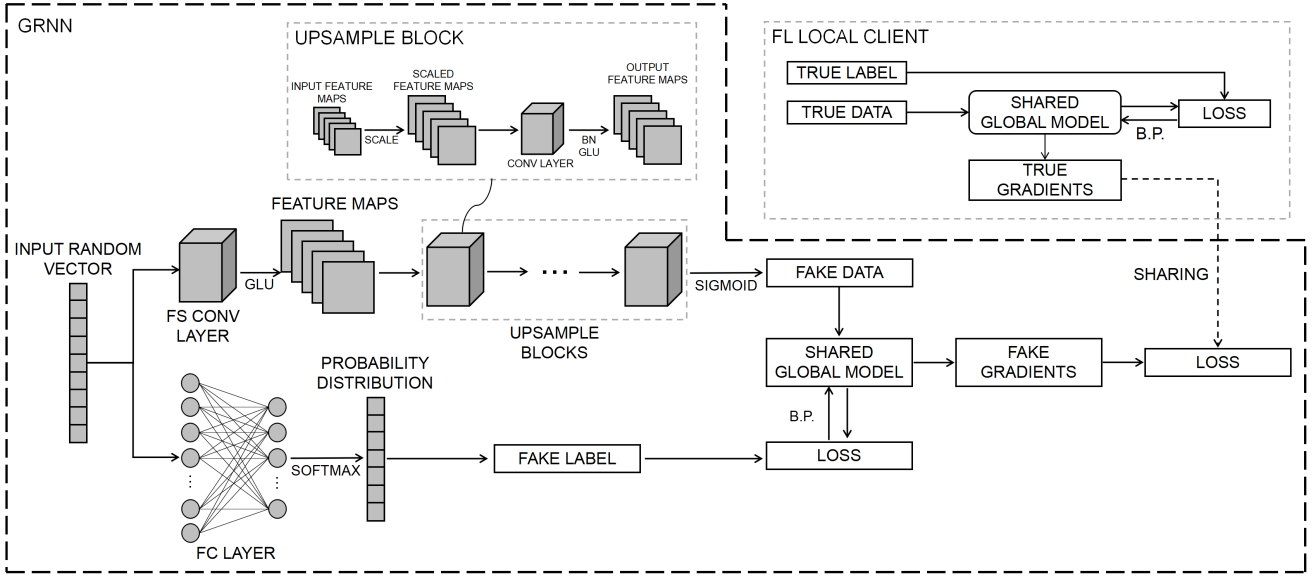 GRNN
UPSAMPLE BLOCK
INPUT FEATURE
MAPS
SCALE
SCALED
FEATURE MAPS
CONV LAYER
BN
GLU
OUTPUT
FEATURE MAPS
FL LOCAL CLIENT
TRUE LABEL
TRUE DATA
SHARED
GLOBAL MODEL
B.P.
LOSS
TRUE
GRADIENTS
SHARING
INPUT RANDOM
VECTOR
FS CONV
LAYER
GLU
FEATURE MAPS
...
UPSAMPLE
BLOCKS
SIGMOID
FAKE DATA
SHARED
GLOBAL MODEL
FAKE
GRADIENTS
LOSS
B.P.
LOSS
FC LAYER
SOFTMAX
PROBABILITY
DISTRIBUTION
FAKE LABEL